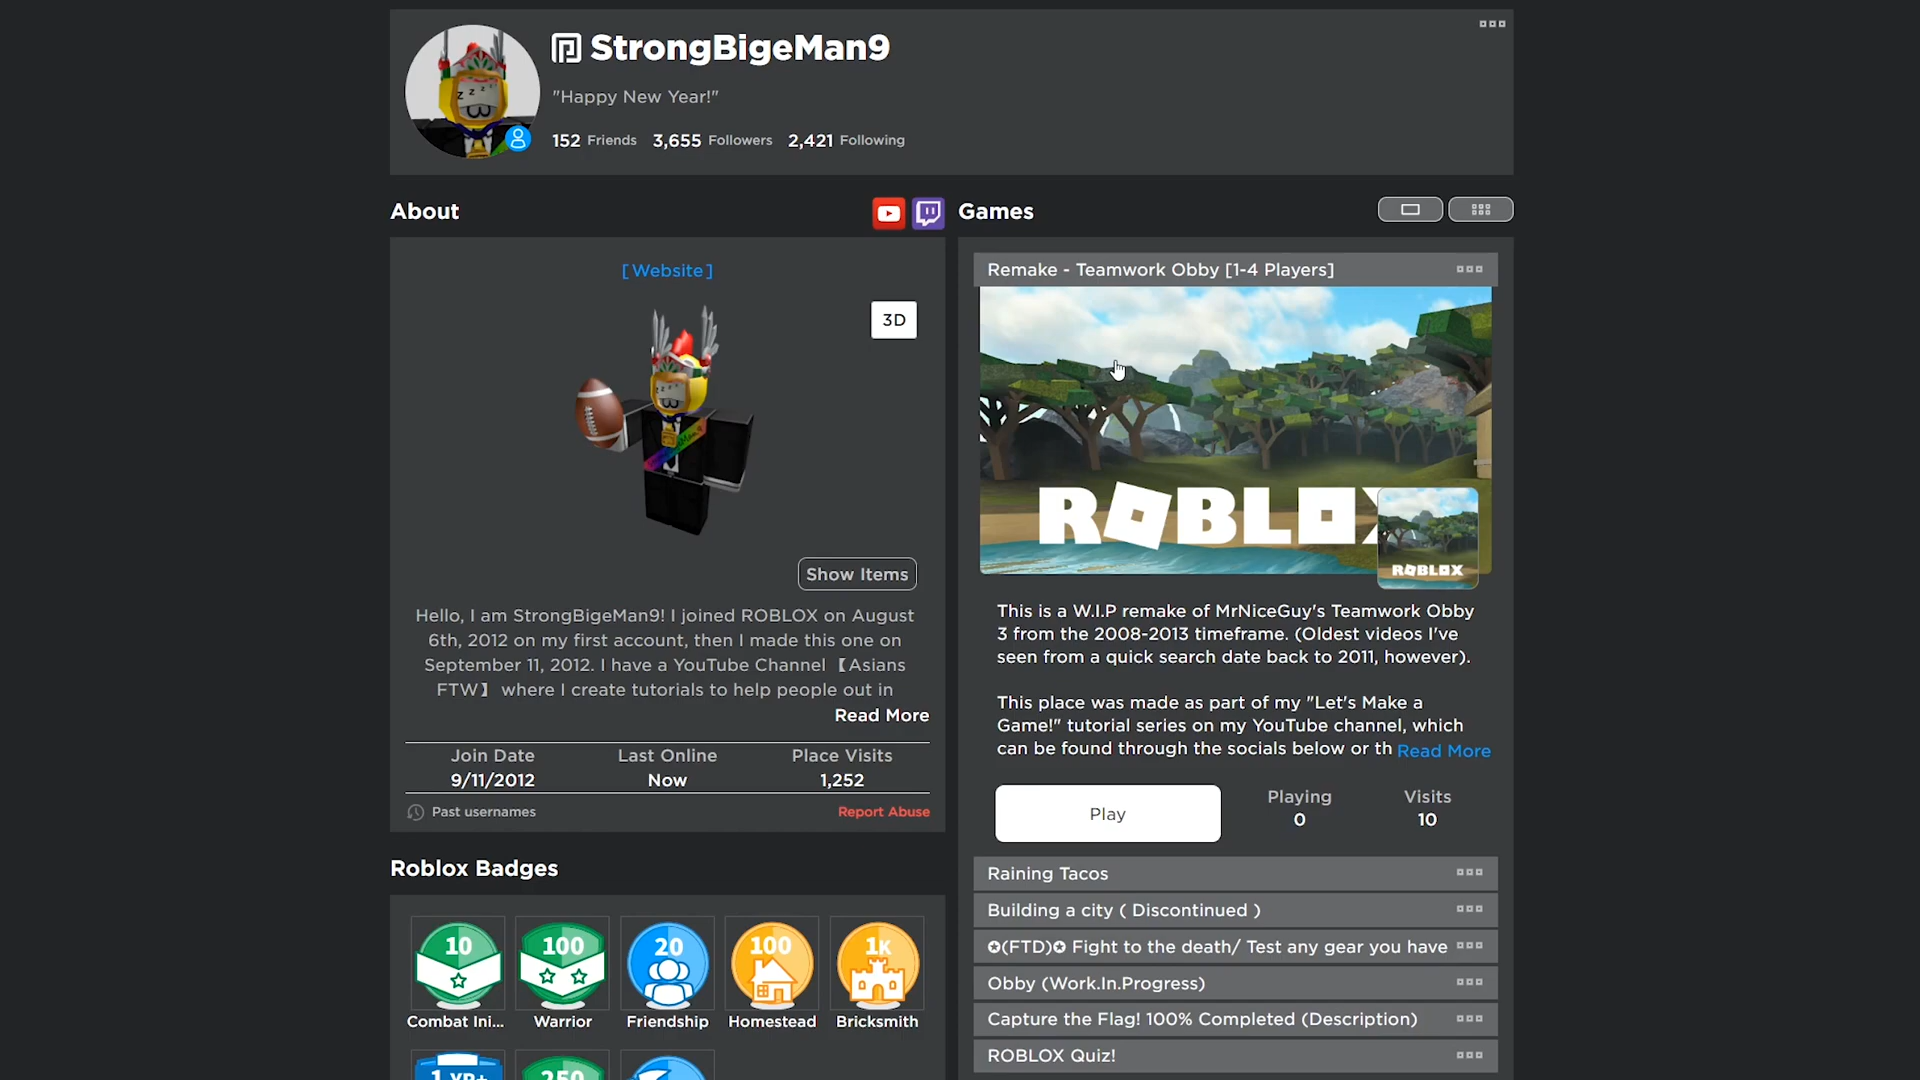 StrongBigeMan9
"Happy New Year!"
152 Friends 3,655 Followers 2,421 Following
About
[ Website ]
3D
z z z
Show Items
Hello, I am StrongBigeMan9! I joined ROBLOX on August
6th, 2012 on my first account, then I made this one on
September 11, 2012. I have a YouTube Channel 【Asians
FTW】 where I create tutorials to help people out in
Read More
Join Date Last Online Place Visits
9/11/2012 Now 1,252
Past usernames Report Abuse
Roblox Badges
10 100 20 100 1K
Combat Ini... Warrior Friendship Homestead Bricksmith
1 YR+ 250
Games
Remake - Teamwork Obby [1-4 Players]
ROBLOX
ROBLOX
This is a W.I.P remake of MrNiceGuy's Teamwork Obby
3 from the 2008-2013 timeframe. (Oldest videos I've
seen from a quick search date back to 2011, however).
This place was made as part of my "Let's Make a
Game!" tutorial series on my YouTube channel, which
can be found through the socials below or th Read More
Play
Playing Visits
0 10
Raining Tacos
Building a city ( Discontinued )
✪(FTD)✪ Fight to the death/ Test any gear you have
Obby (Work.In.Progress)
Capture the Flag! 100% Completed (Description)
ROBLOX Quiz!